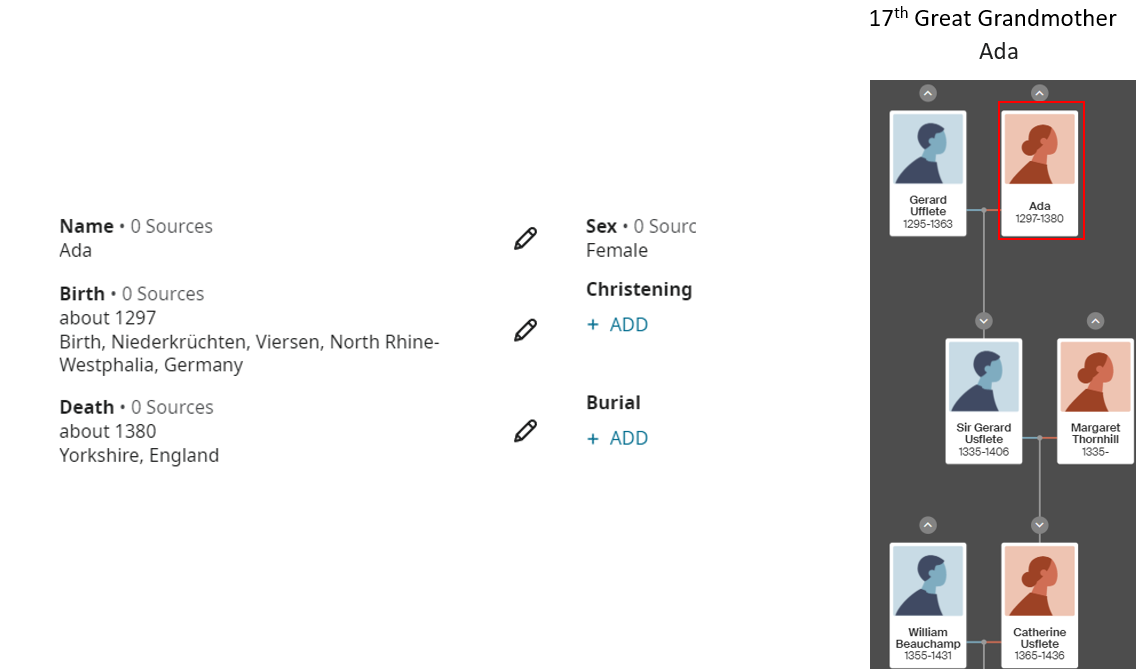 17th Great Grandmother
Ada
Name • 0 Sources
Ada
Birth • 0 Sources
about 1297
Birth, Niederkrüchten, Viersen, North Rhine-
Westphalia, Germany
Death • 0 Sources
about 1380
Yorkshire, England
Sex • 0 Sourc
Female
Christening
+ ADD
Burial
+ ADD
Gerard
Ufflete
1295-1363
Ada
1297-1380
Sir Gerard
Usflete
1335-1406
Margaret
Thornhill
1335-
William
Beauchamp
1355-1431
Catherine
Usflete
1365-1436